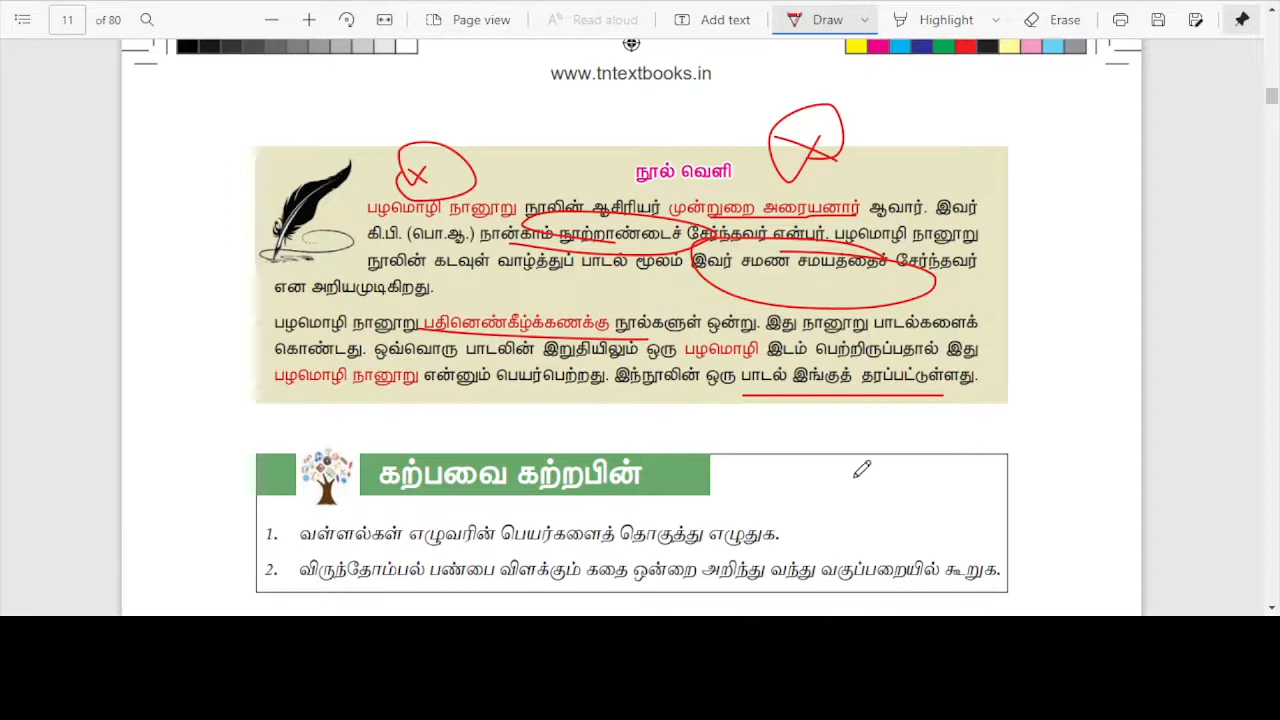 11 of 80 Page view Read aloud Add text Draw Highlight Erase
www.tntextbooks.in
நூல் வெளி
பழமொழி நானூறு நூலின் ஆசிரியர் முன்றுறை அரையனார் ஆவார். இவர்
கி.பி. (பொ.ஆ.) நான்காம் நூற்றாண்டைச் சேர்ந்தவர் என்பர். பழமொழி நானூறு
நூலின் கடவுள் வாழ்த்துப் பாடல் மூலம் இவர் சமண சமயத்தைச் சேர்ந்தவர்
என அறியமுடிகிறது.
பழமொழி நானூறு பதினெண்கீழ்க்கணக்கு நூல்களுள் ஒன்று. இது நானூறு பாடல்களைக்
கொண்டது. ஒவ்வொரு பாடலின் இறுதியிலும் ஒரு பழமொழி இடம் பெற்றிருப்பதால் இது
பழமொழி நானூறு என்னும் பெயர்பெற்றது. இந்நூலின் ஒரு பாடல் இங்குத் தரப்பட்டுள்ளது.
கற்பவை கற்றபின்
1. வள்ளல்கள் எழுவரின் பெயர்களைத் தொகுத்து எழுதுக.
2. விருந்தோம்பல் பண்பை விளக்கும் கதை ஒன்றை அறிந்து வந்து வகுப்பறையில் கூறுக.